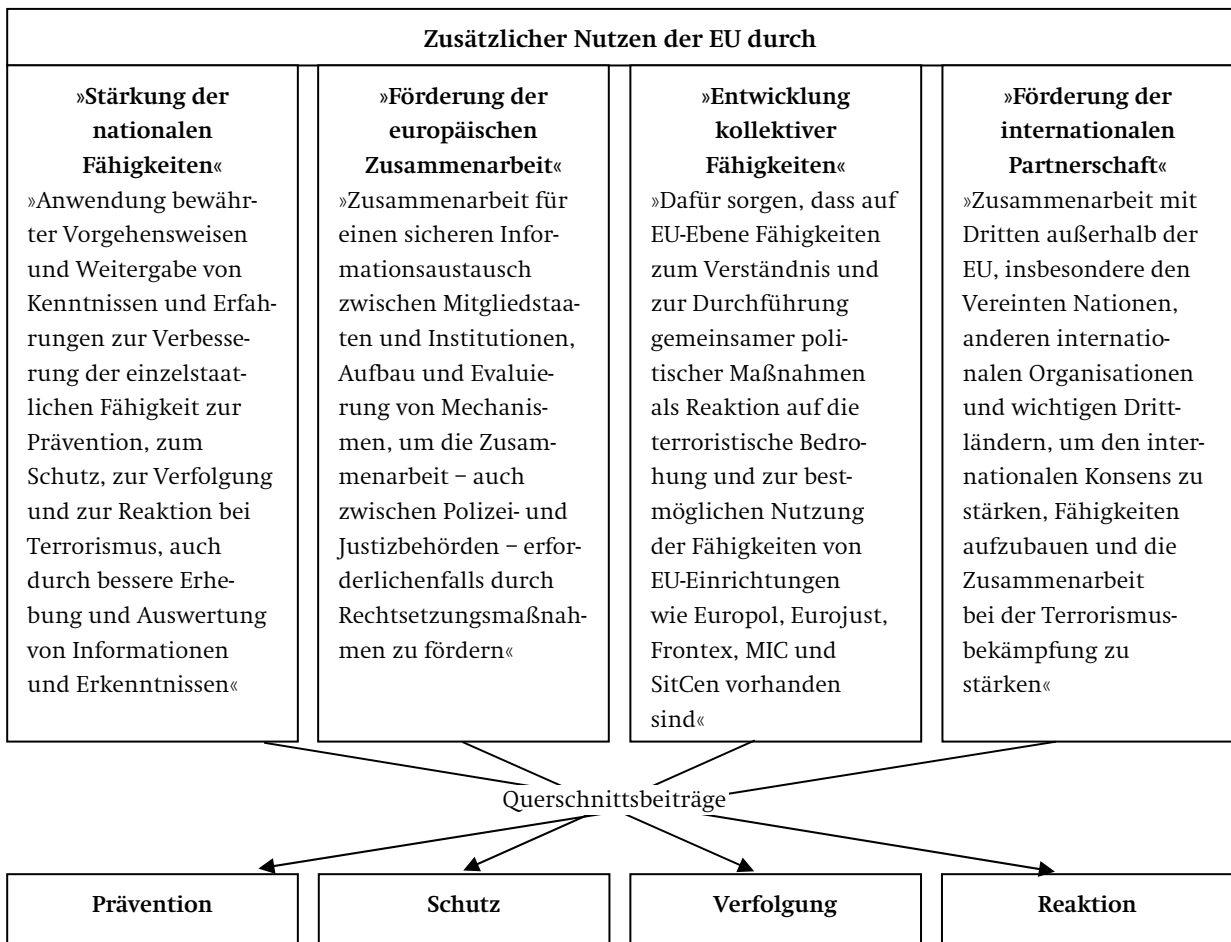 Zusätzlicher Nutzen der EU durch
»Stärkung der
nationalen
Fähigkeiten«
»Anwendung bewähr-
ter Vorgehensweisen
und Weitergabe von
Kenntnissen und Erfah-
rungen zur Verbesse-
rung der einzelstaat-
lichen Fähigkeit zur
Prävention, zum
Schutz, zur Verfolgung
und zur Reaktion bei
Terrorismus, auch
durch bessere Erhe-
bung und Auswertung
von Informationen
und Erkenntnissen«
»Förderung der
europäischen
Zusammenarbeit«
»Zusammenarbeit für
einen sicheren Infor-
mationsaustausch
zwischen Mitgliedstaa-
ten und Institutionen,
Aufbau und Evaluie-
rung von Mechanis-
men, um die Zusam-
menarbeit – auch
zwischen Polizei- und
Justizbehörden – erfor-
derlichenfalls durch
Rechtsetzungsmaßnah-
men zu fördern«
»Entwicklung
kollektiver
Fähigkeiten«
»Dafür sorgen, dass auf
EU-Ebene Fähigkeiten
zum Verständnis und
zur Durchführung
gemeinsamer poli-
tischer Maßnahmen
als Reaktion auf die
terroristische Bedro-
hung und zur best-
möglichen Nutzung
der Fähigkeiten von
EU-Einrichtungen
wie Europol, Eurojust,
Frontex, MIC und
SitCen vorhanden
sind«
»Förderung der
internationalen
Partnerschaft«
»Zusammenarbeit mit
Dritten außerhalb der
EU, insbesondere den
Vereinten Nationen,
anderen internatio-
nalen Organisationen
und wichtigen Dritt-
ländern, um den inter-
nationalen Konsens zu
stärken, Fähigkeiten
aufzubauen und die
Zusammenarbeit
bei der Terrorismus-
bekämpfung zu
stärken«
Querschnittsbeiträge
Prävention
Schutz
Verfolgung
Reaktion